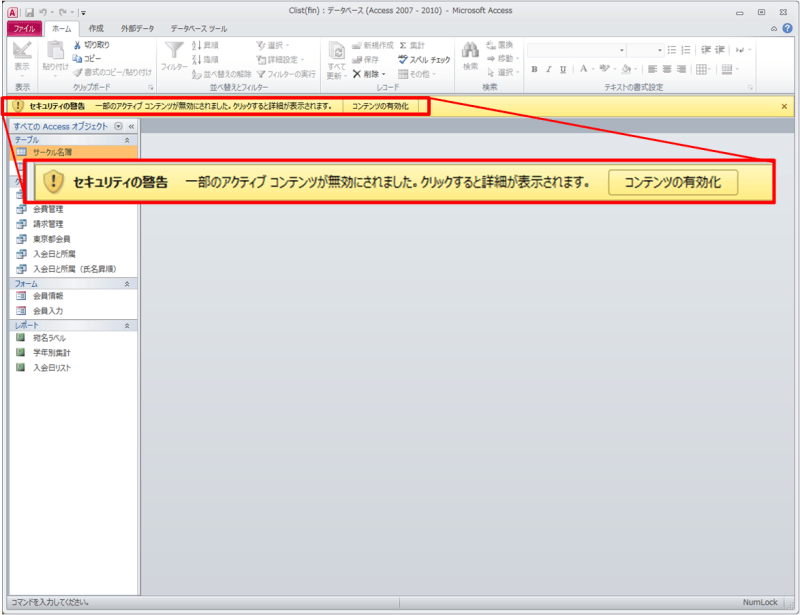 Clist(fin) : データベース (Access 2007 - 2010) - Microsoft Access
ファイル ホーム 作成 外部データ データベース ツール
表示
表示
貼り付け
切り取り
コピー
書式のコピー/貼り付け
クリップボード
フィルター
昇順
降順
並べ替えの解除
選択
詳細設定
フィルターの実行
並べ替えとフィルター
すべて
更新
新規作成
保存
削除
集計
スペル チェック
その他
レコード
検索
置換
移動
選択
検索
B I U A
テキストの書式設定
セキュリティの警告 一部のアクティブ コンテンツが無効にされました。クリックすると詳細が表示されます。 コンテンツの有効化
すべての Access オブジェクト
テーブル
サークル名簿
セキュリティの警告 一部のアクティブ コンテンツが無効にされました。クリックすると詳細が表示されます。 コンテンツの有効化
会費管理
請求管理
東京都会員
入会日と所属
入会日と所属（氏名昇順）
フォーム
会員情報
会員入力
レポート
宛名ラベル
学年別集計
入会日リスト
コマンドを入力してください。 NumLock